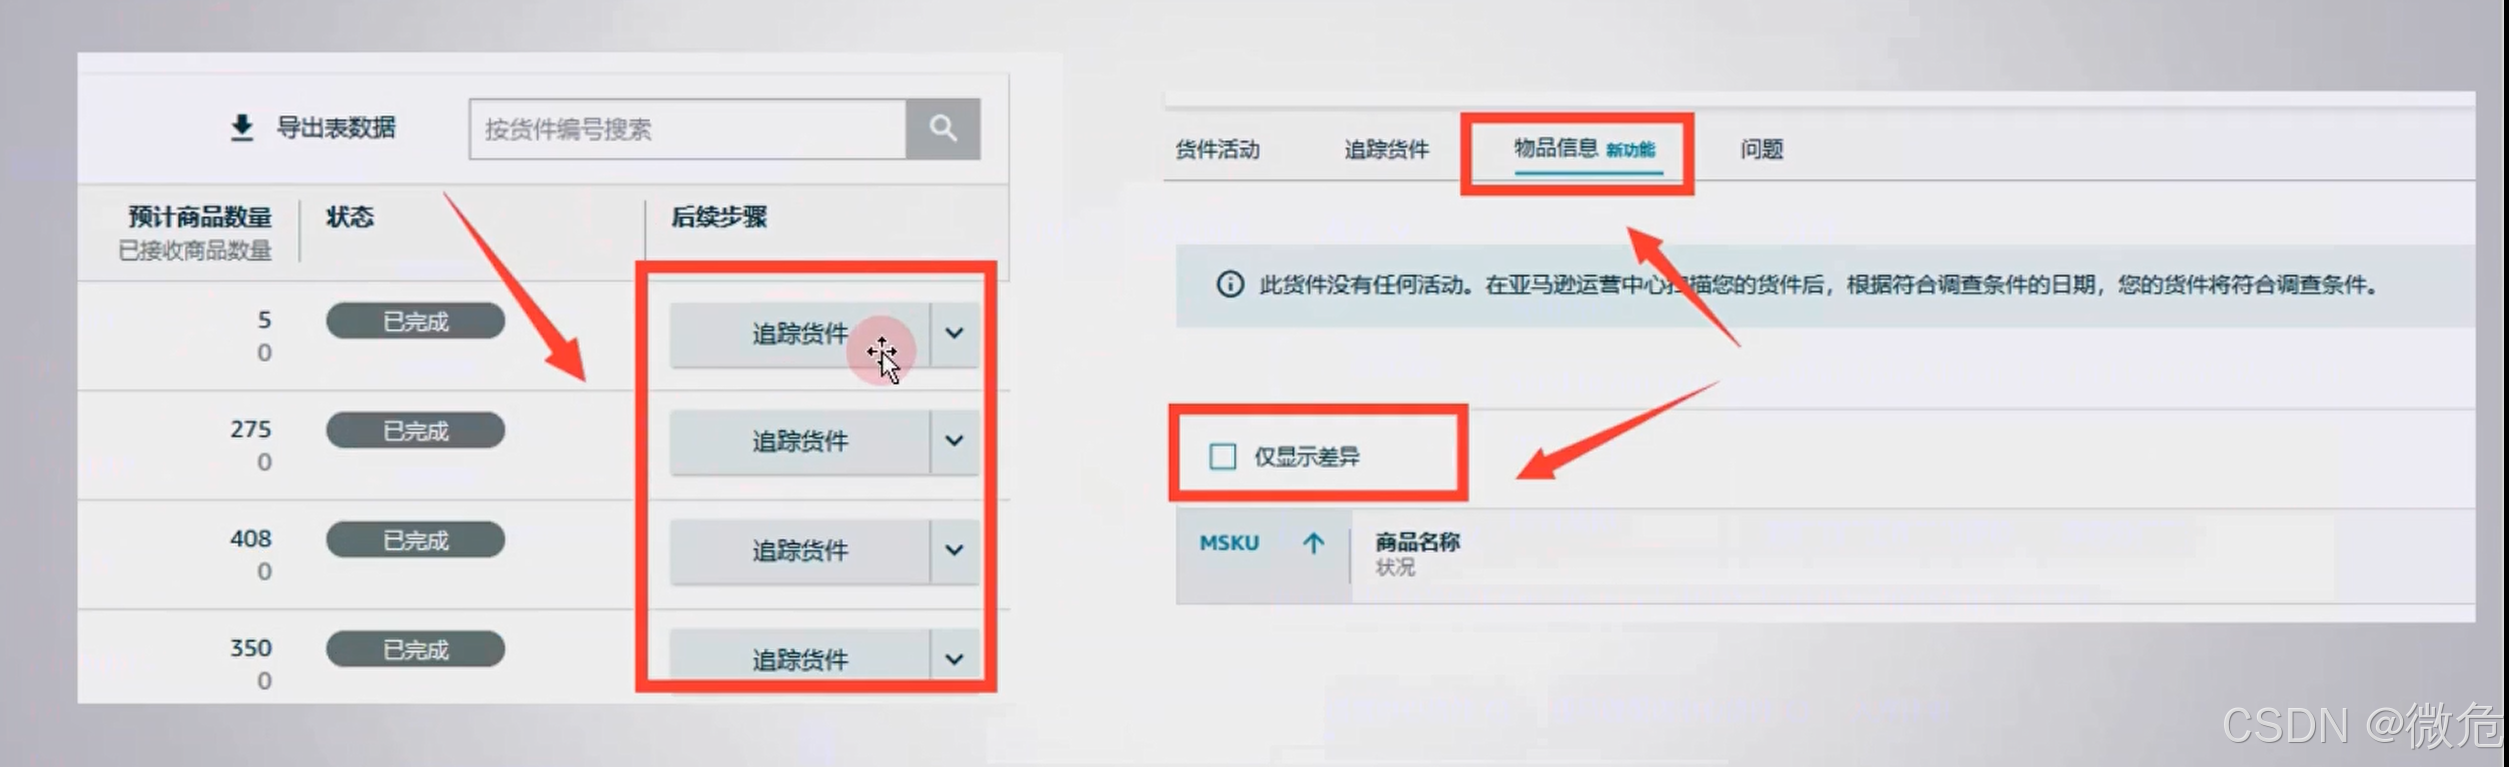 导出表数据
按货件编号搜索
预计商品数量
已接收商品数量
状态
后续步骤
5
0
已完成
追踪货件
275
0
已完成
追踪货件
408
0
已完成
追踪货件
350
0
已完成
追踪货件
货件活动 追踪货件 物品信息 新功能 问题
此货件没有任何活动。在亚马逊运营中心扫描您的货件后，根据符合调查条件的日期，您的货件将符合调查条件。
仅显示差异
MSKU
商品名称
状况
CSDN @微危